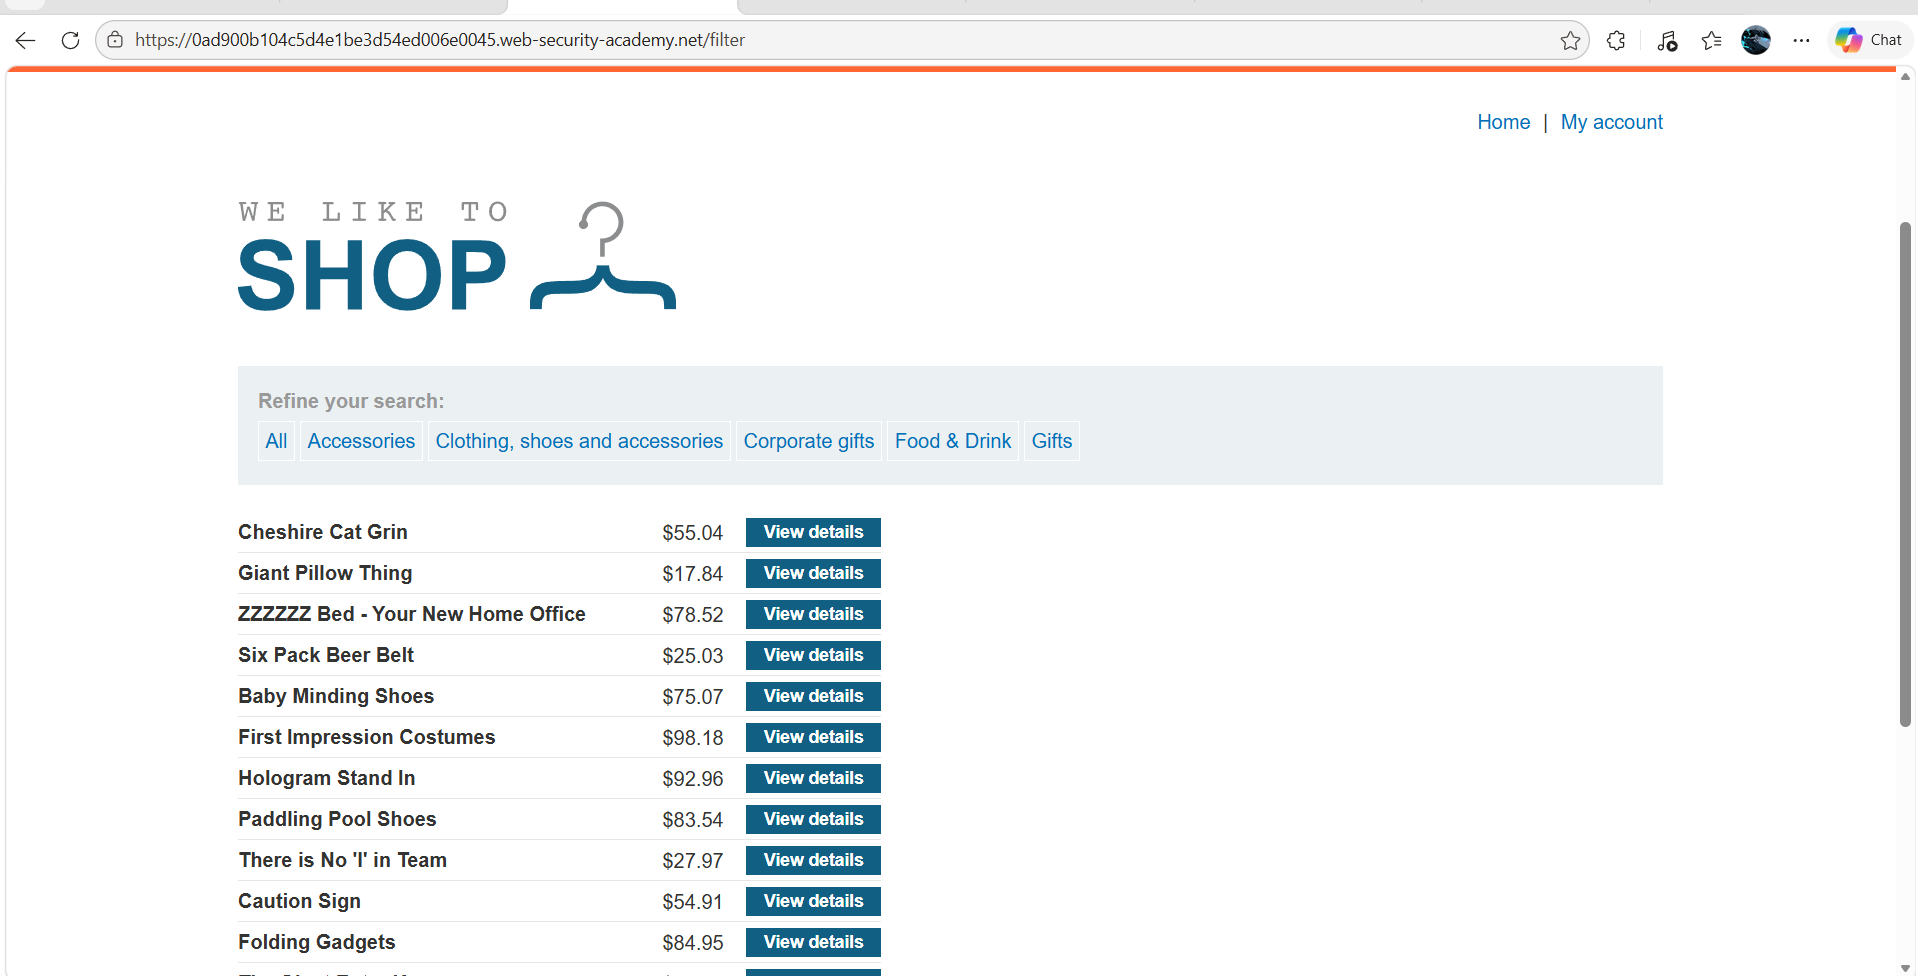 https://0ad900b104c5d4e1be3d54ed006e0045.web-security-academy.net/filter
Chat
Home | My account
WE LIKE TO
SHOP
Refine your search:
All Accessories Clothing, shoes and accessories Corporate gifts Food & Drink Gifts
Cheshire Cat Grin $55.04 View details
Giant Pillow Thing $17.84 View details
ZZZZZZ Bed - Your New Home Office $78.52 View details
Six Pack Beer Belt $25.03 View details
Baby Minding Shoes $75.07 View details
First Impression Costumes $98.18 View details
Hologram Stand In $92.96 View details
Paddling Pool Shoes $83.54 View details
There is No 'I' in Team $27.97 View details
Caution Sign $54.91 View details
Folding Gadgets $84.95 View details